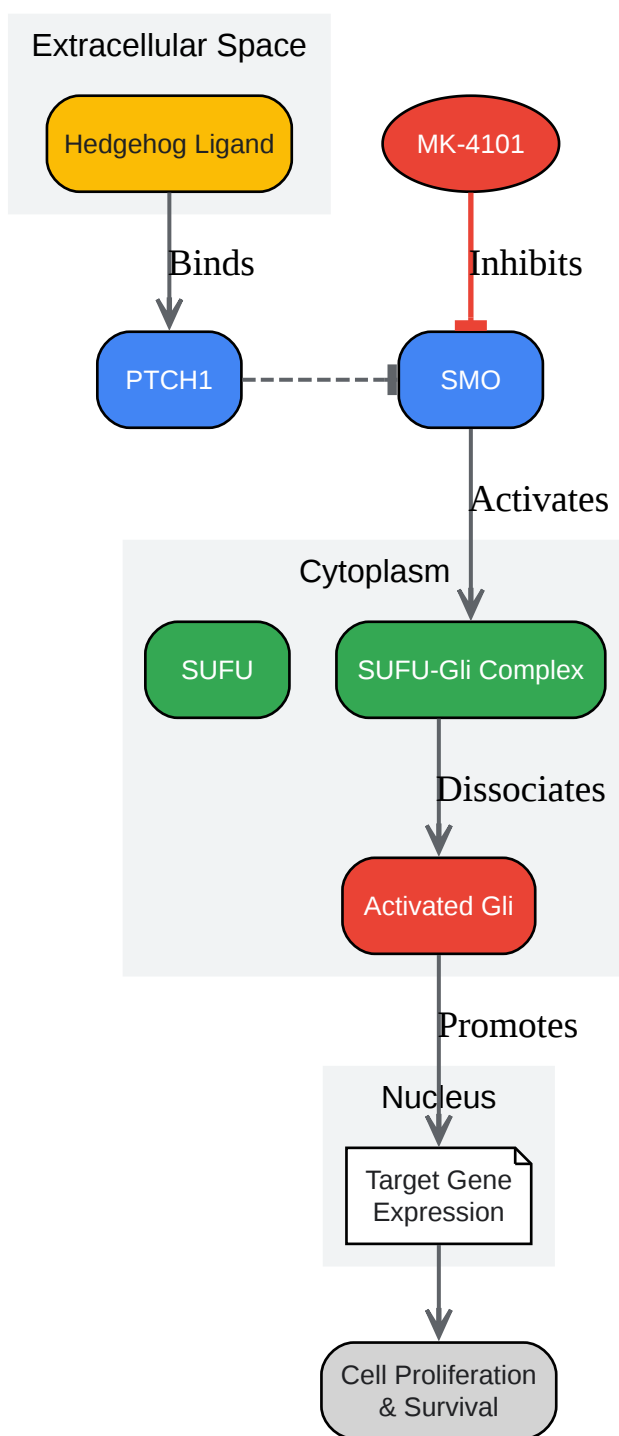 Extracellular Space
Hedgehog Ligand
MK-4101
Binds
Inhibits
PTCH1
SMO
Activates
Cytoplasm
SUFU
SUFU-Gli Complex
Dissociates
Activated Gli
Promotes
Nucleus
Target Gene
Expression
Cell Proliferation
& Survival